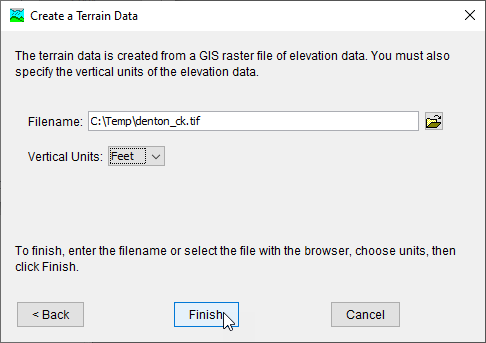 Create a Terrain Data
The terrain data is created from a GIS raster file of elevation data. You must also
specify the vertical units of the elevation data.
Filename: C:\Temp\denton_ck.tif
Vertical Units: Feet
To finish, enter the filename or select the file with the browser, choose units, then
click Finish.
< Back Finish Cancel